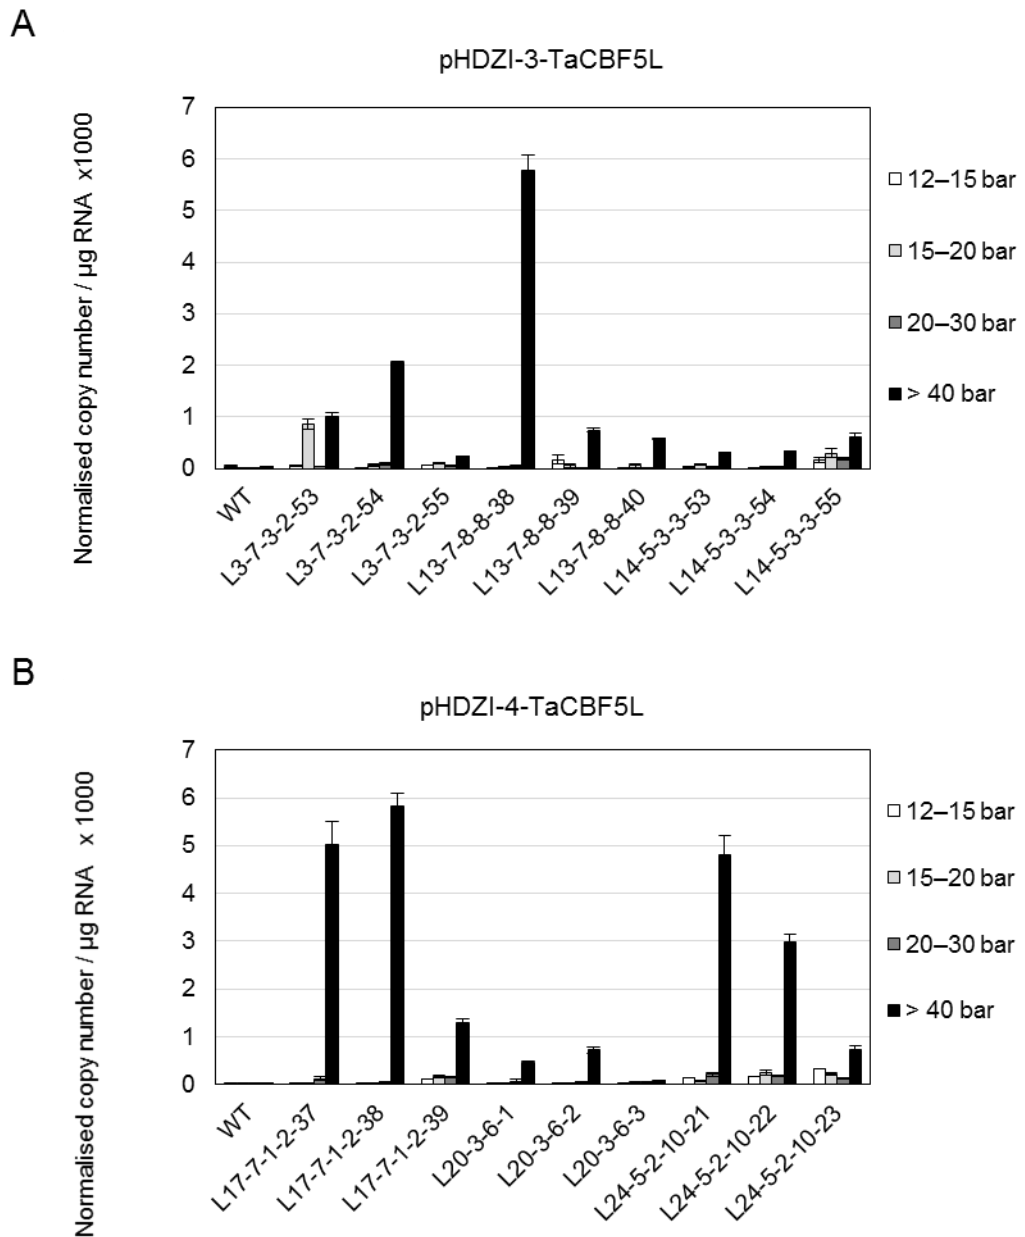 A
pHDZI-3-TaCBF5L
Normalised copy number / µg RNA x1000
7
6
5
4
3
2
1
0
12–15 bar
15–20 bar
20–30 bar
> 40 bar
WT
L3-7-3-2-53
L3-7-3-2-54
L3-7-3-2-55
L13-7-8-8-38
L13-7-8-8-39
L13-7-8-8-40
L14-5-3-3-53
L14-5-3-3-54
L14-5-3-3-55
B
pHDZI-4-TaCBF5L
Normalised copy number / µg RNA x 1000
7
6
5
4
3
2
1
0
12–15 bar
15–20 bar
20–30 bar
> 40 bar
WT
L17-7-1-2-37
L17-7-1-2-38
L17-7-1-2-39
L20-3-6-1
L20-3-6-2
L20-3-6-3
L24-5-2-10-21
L24-5-2-10-22
L24-5-2-10-23